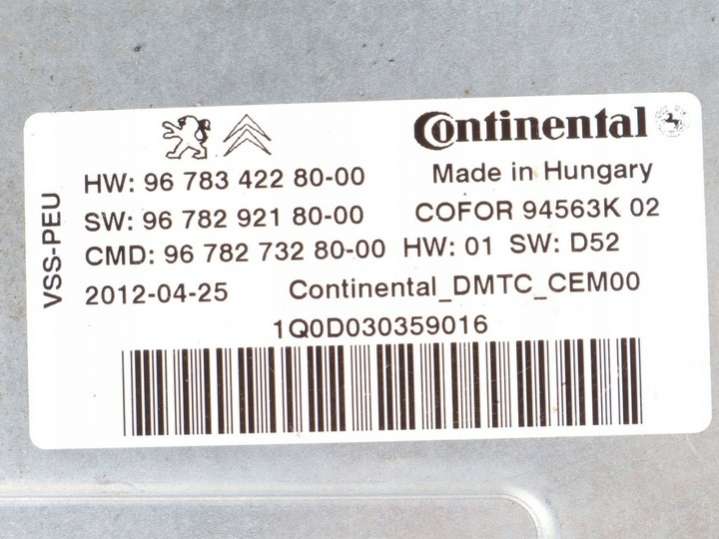 Continental
HW: 96 783 422 80-00 Made in Hungary
SW: 96 782 921 80-00 COFOR 94563K 02
CMD: 96 782 732 80-00 HW: 01 SW: D52
2012-04-25 Continental_DMTC_CEM00
1Q0D030359016
VSS-PEU